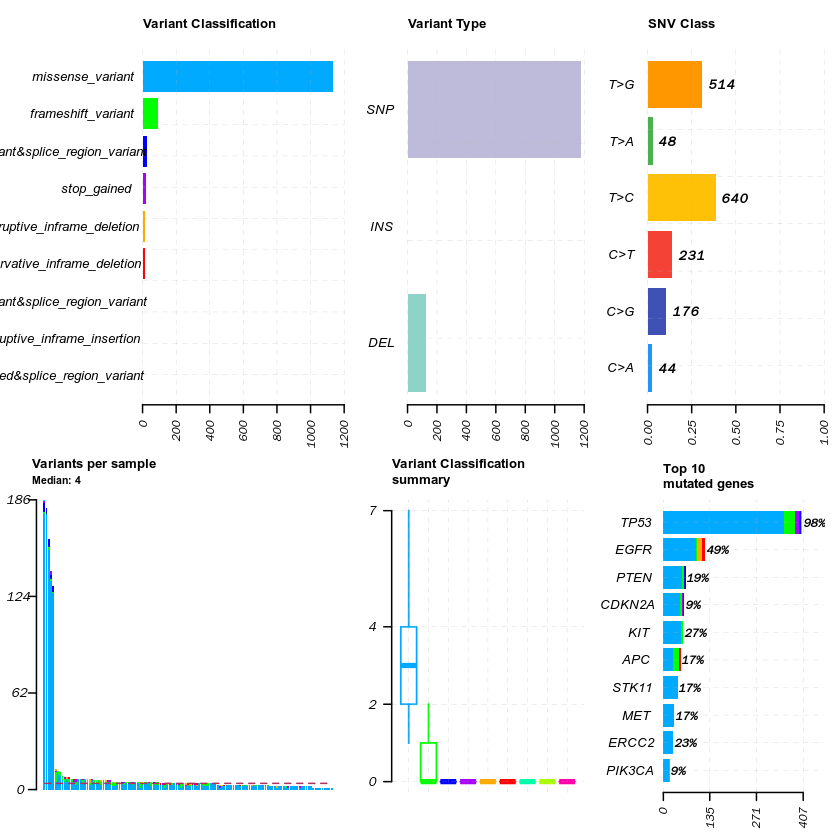 Variant Classification
missense_variant
frameshift_variant
ant&splice_region_variant
stop_gained
ruptive_inframe_deletion
rvative_inframe_deletion
ant&splice_region_variant
uptive_inframe_insertion
ed&splice_region_variant
0 200 400 600 800 1000 1200
Variant Type
SNP
INS
DEL
0 200 400 600 800 1000 1200
SNV Class
T>G 514
T>A 48
T>C 640
C>T 231
C>G 176
C>A 44
0.00 0.25 0.50 0.75 1.00
Variants per sample
Median: 4
186
124
62
0
Variant Classification
summary
7
4
2
0
Top 10
mutated genes
TP53 98%
EGFR 49%
PTEN 19%
CDKN2A 9%
KIT 27%
APC 17%
STK11 17%
MET 17%
ERCC2 23%
PIK3CA 9%
0 135 271 407